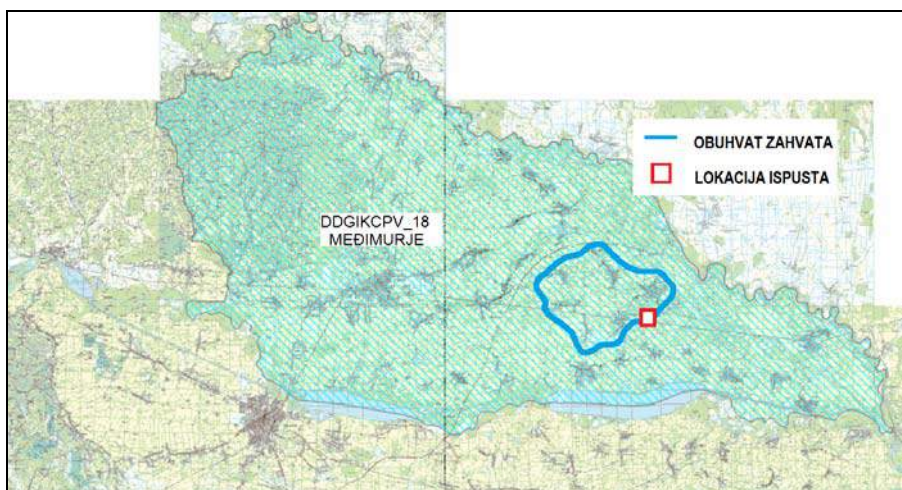 OBUHVAT ZAHVATA
LOKACIJA ISPUSTA
DDGIKCPV_18
MEĐIMURJE